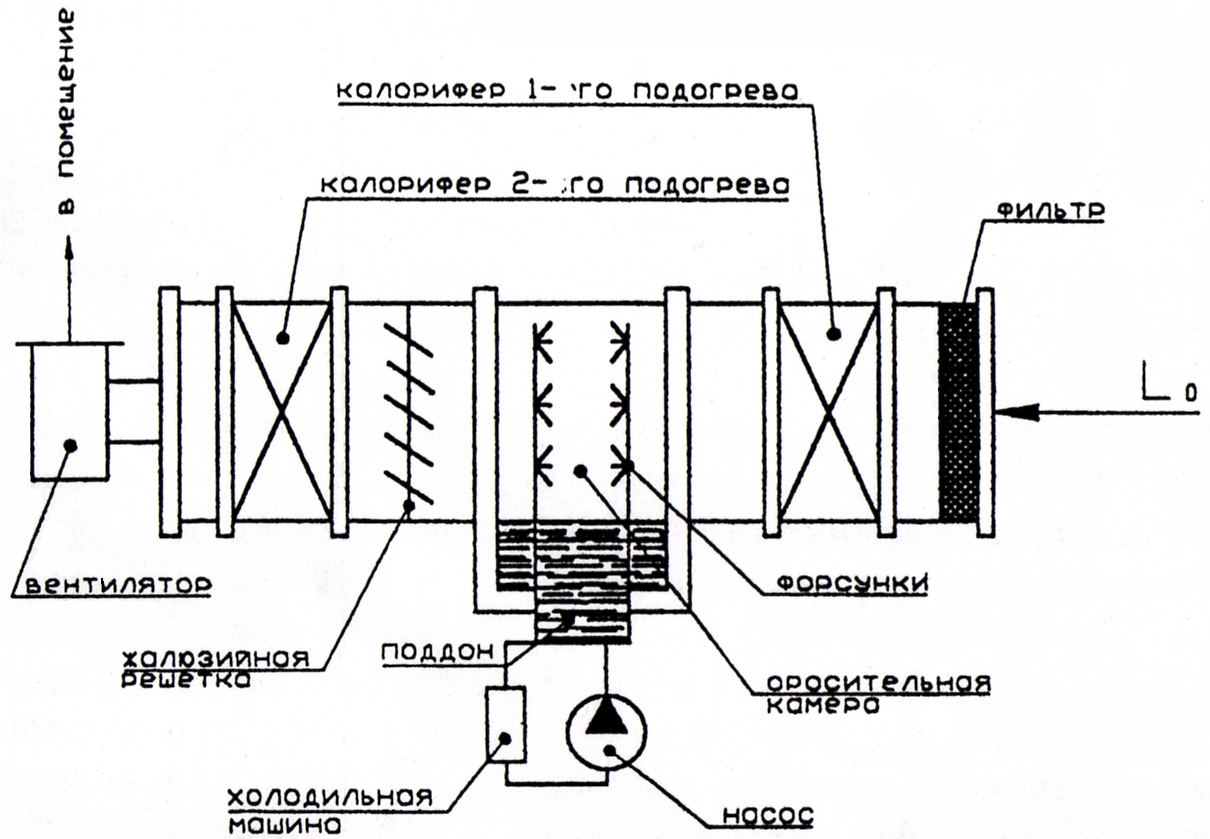 в помещение
калорифер 1-го подогрева
калорифер 2-го подогрева
фильтр
L0
вентилятор
форсунки
жалюзийная
решетка
поддон
оросительная
камера
холодильная
машина
насос